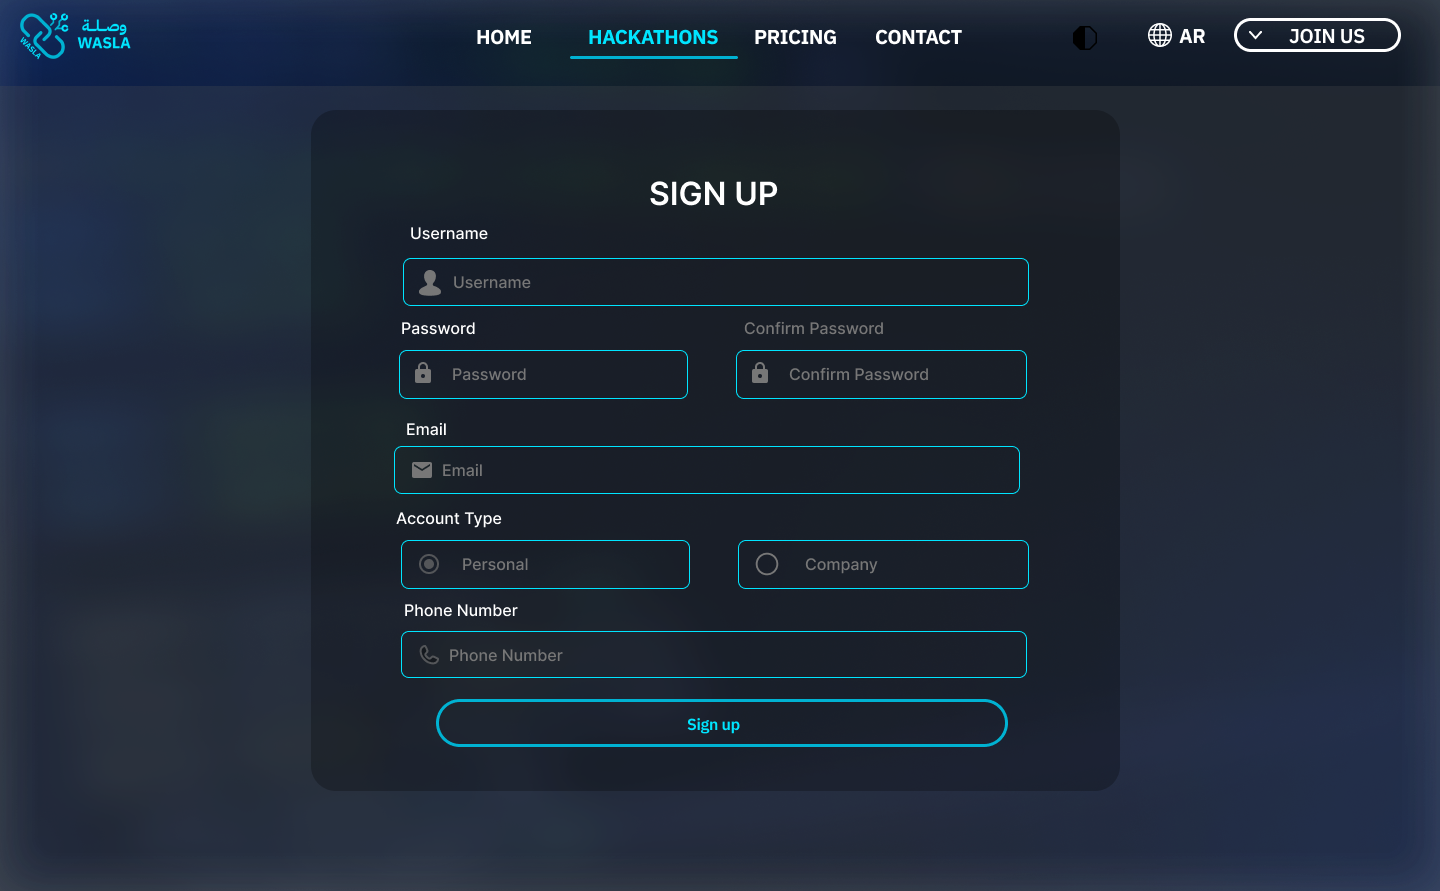 وصلة
WASLA
WASLA
HOME HACKATHONS PRICING CONTACT AR JOIN US
SIGN UP
Username
Username
Password Confirm Password
Password Confirm Password
Email
Email
Account Type
Personal Company
Phone Number
Phone Number
Sign up